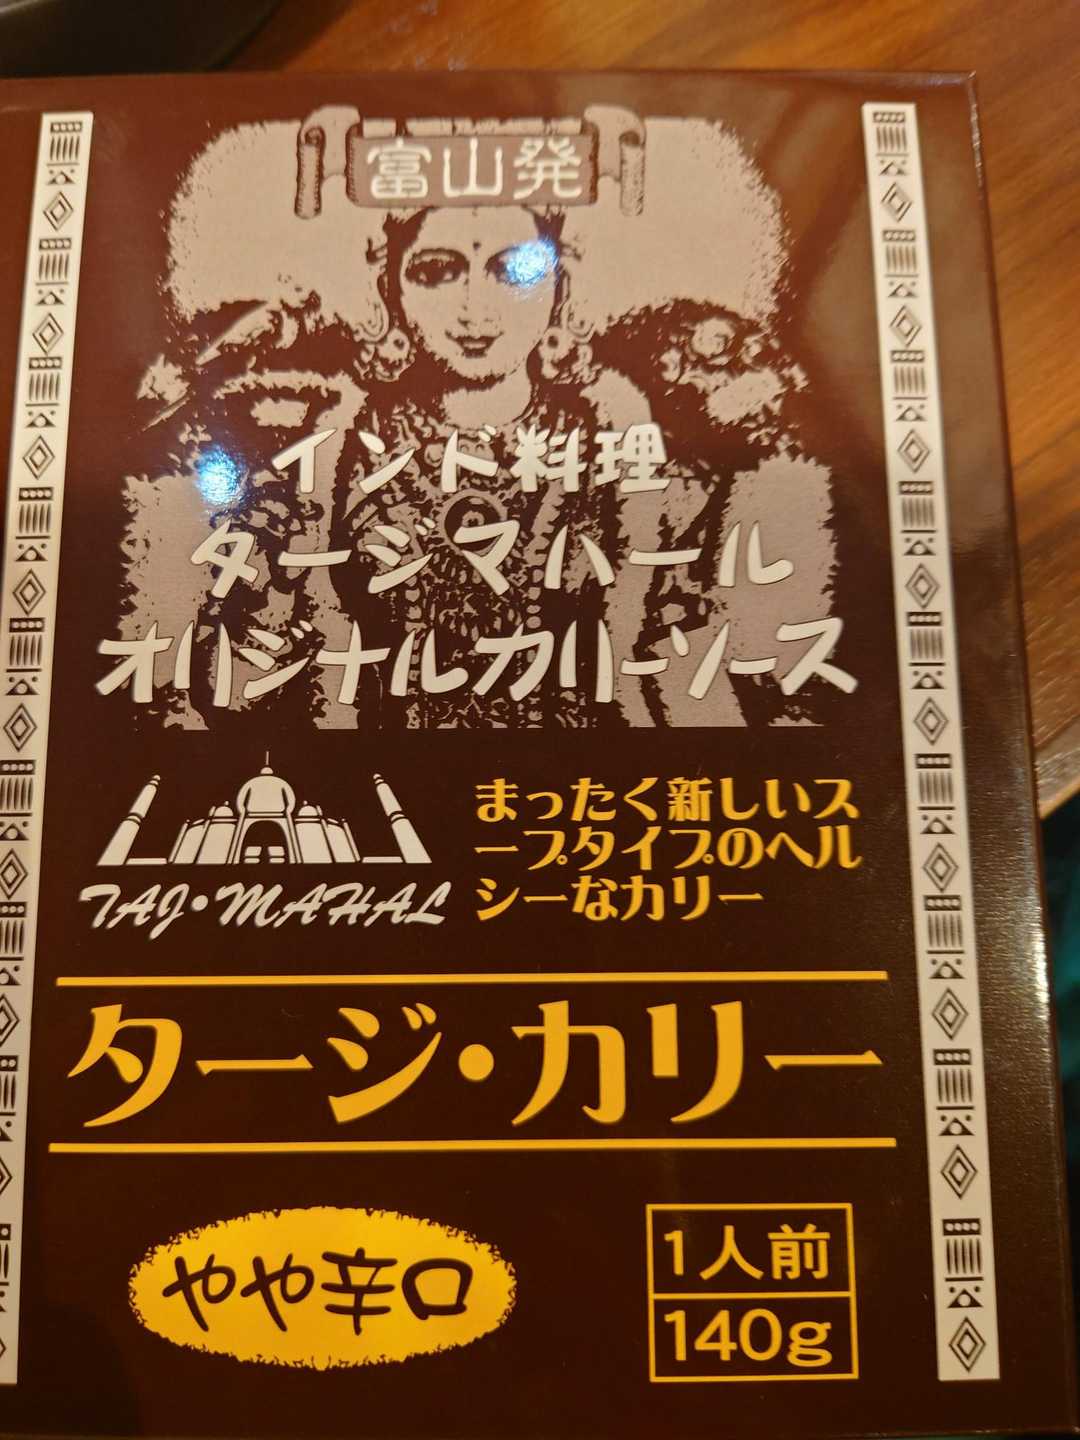 富山発
インド料理
タージマハール
オリジナルカリーソース
TAJ・MAHAL
まったく新しいス
ープタイプのヘル
シーなカリー
タージ・カリー
やや辛口
1人前
140g